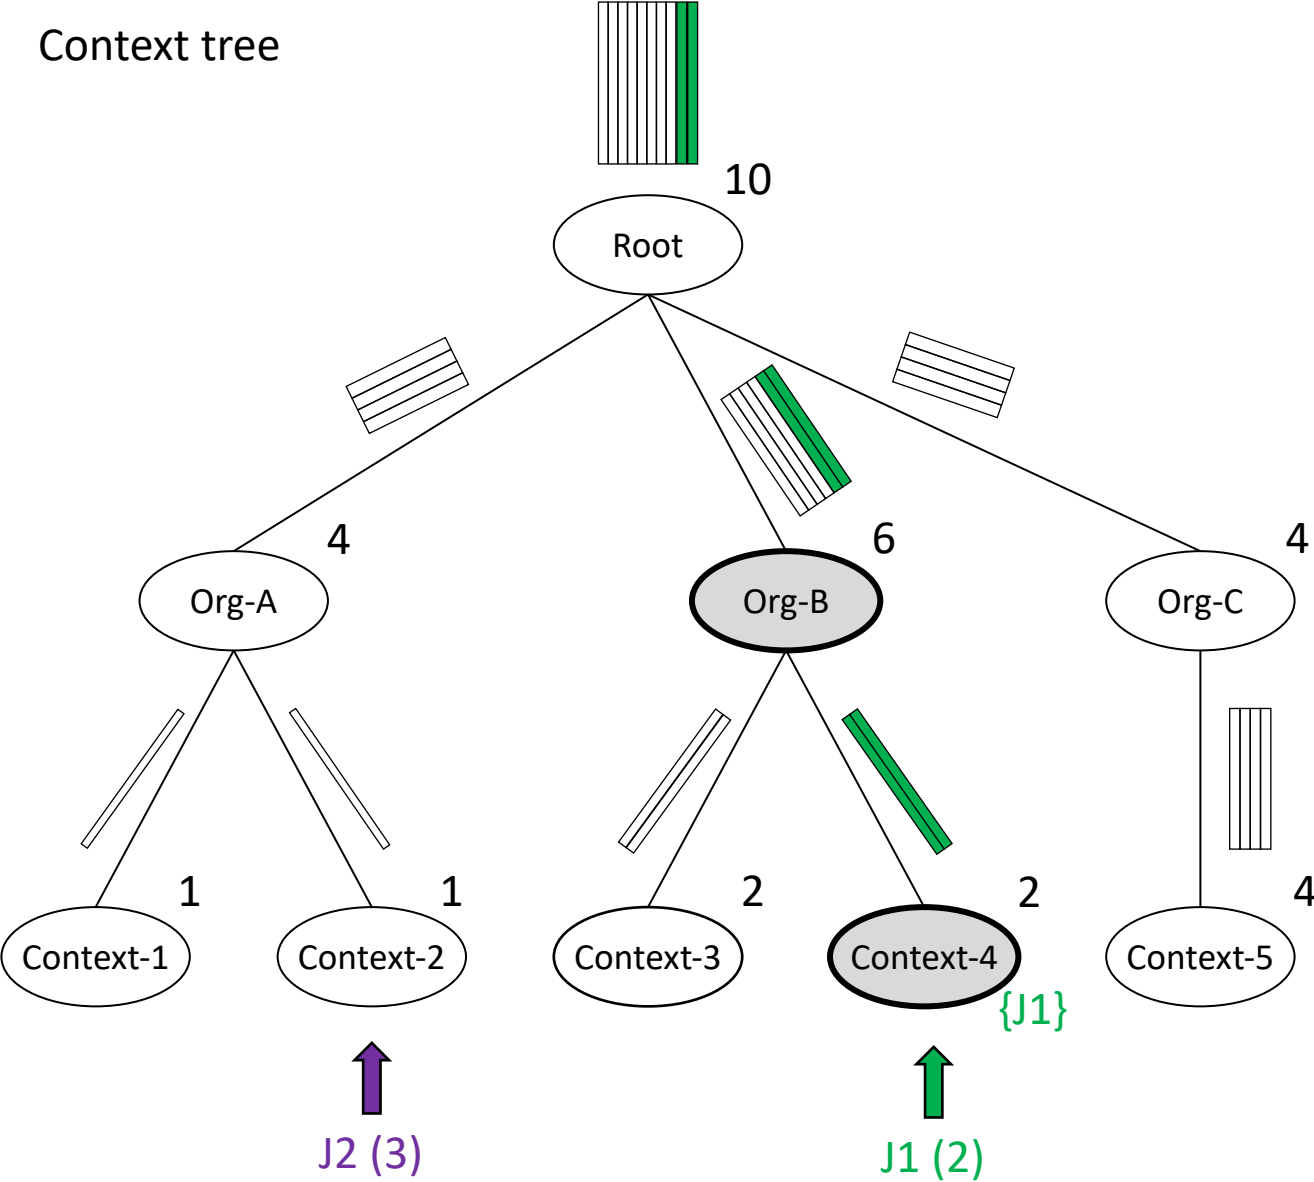 Context tree
10
Root
4
6
4
Org-A
Org-B
Org-C
1
1
2
2
4
Context-1
Context-2
Context-3
Context-4
Context-5
{J1}
J2 (3)
J1 (2)